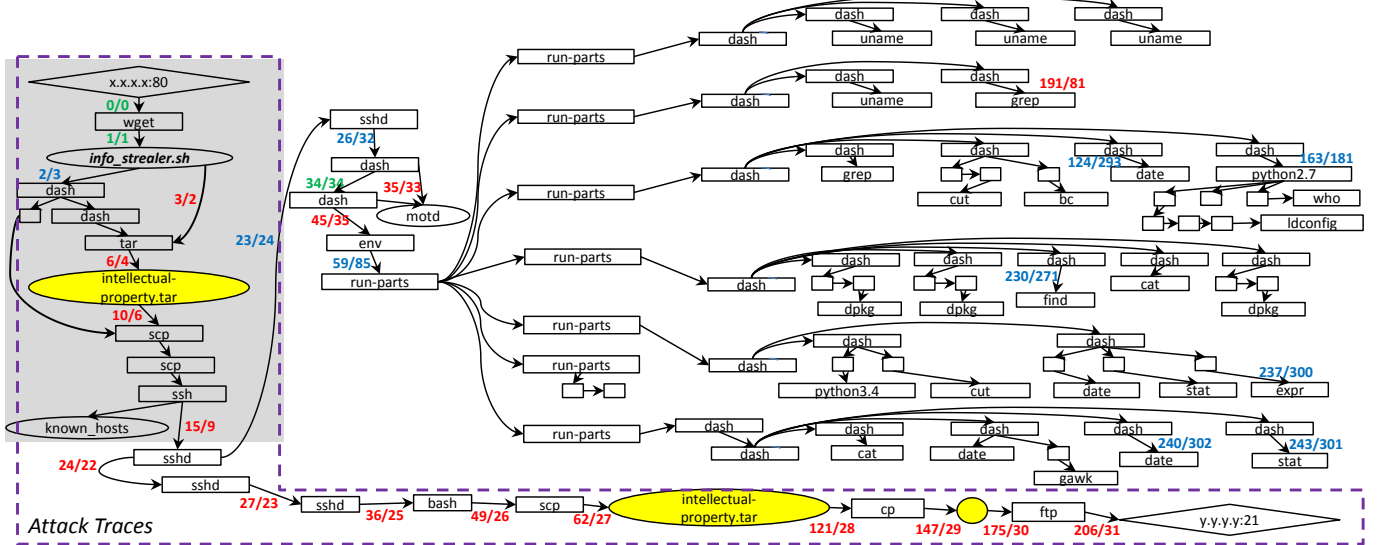 x.x.x.x:80
0/0
wget
1/1
info_strealer.sh
2/3
dash
dash
3/2
tar
6/4
intellectual-
property.tar
10/6
scp
scp
ssh
known_hosts
15/9
sshd
24/22
sshd
23/24
27/23
sshd
36/25
bash
49/26
scp
62/27
intellectual-
property.tar
121/28
cp
147/29
175/30
ftp
206/31
y.y.y.y:21
Attack Traces
sshd
26/32
dash
34/34
35/33
dash
motd
45/35
env
59/85
run-parts
run-parts
dash
dash
dash
dash
uname
uname
uname
run-parts
dash
dash
dash
191/81
uname
grep
run-parts
dash
dash
dash
dash
dash
grep
124/293
date
163/181
python2.7
cut
bc
who
ldconfig
run-parts
dash
dash
dash
dash
dash
dash
230/271
cat
dpkg
dpkg
find
dpkg
run-parts
dash
dash
dash
python3.4
cut
date
stat
237/300
expr
run-parts
run-parts
dash
dash
dash
dash
dash
dash
cat
date
240/302
date
243/301
stat
gawk